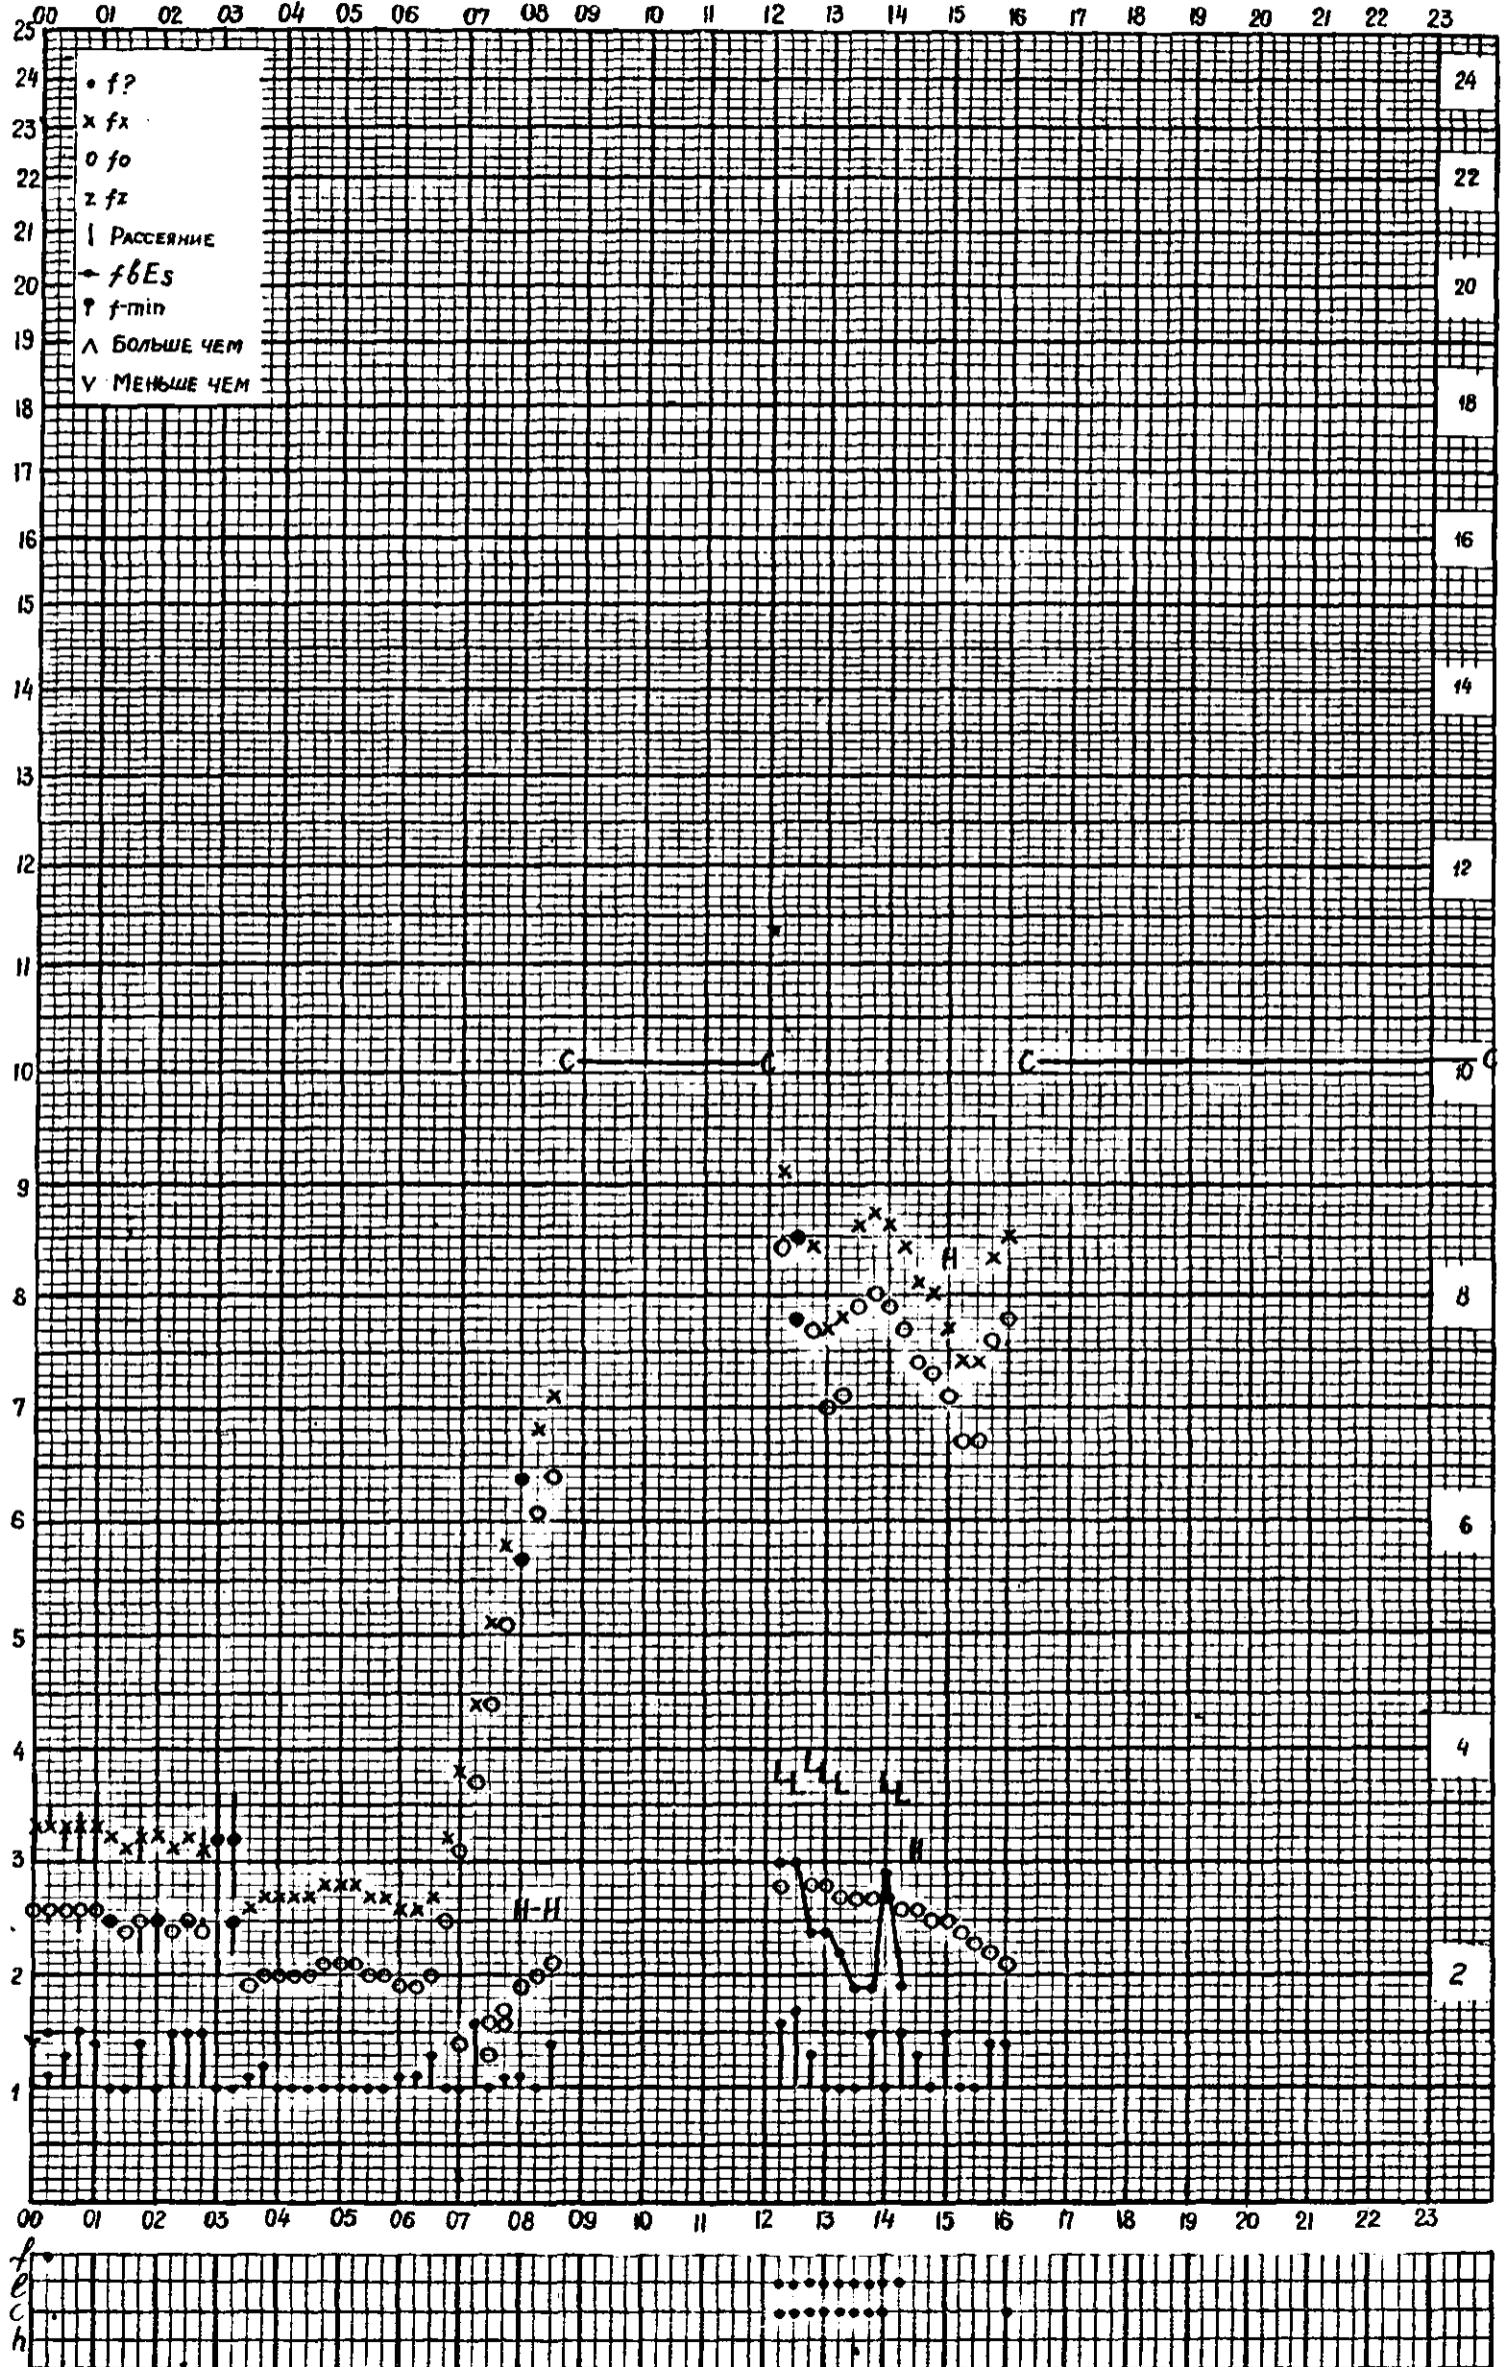 00 01 02 03 04 05 06 07 08 09 10 11 12 13 14 15 16 17 18 19 20 21 22 23
25
• f?
24 24
x fx
23
o fo
22 22
z fz
21
| Рассеяние
fbEs
20 20
f-min
19
Λ Больше чем
V Меньше чем
18 18
17
16 16
15
14 14
13
12 12
11
C C C C
10 10
9
H
8 8
7
6 6
5
4 4
L L L L L L L
3
H
H-H
2 2
1
00 01 02 03 04 05 06 07 08 09 10 11 12 13 14 15 16 17 18 19 20 21 22 23
f
l
c
h